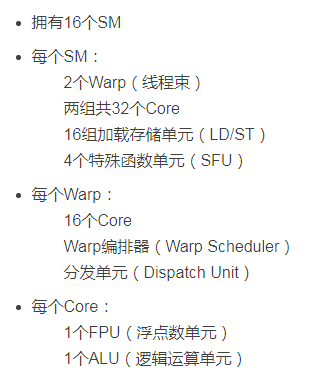 拥有16个SM
每个SM：
2个Warp（线程束）
两组共32个Core
16组加载存储单元（LD/ST）
4个特殊函数单元（SFU）
每个Warp：
16个Core
Warp编排器（Warp Scheduler）
分发单元（Dispatch Unit）
每个Core：
1个FPU（浮点数单元）
1个ALU（逻辑运算单元）